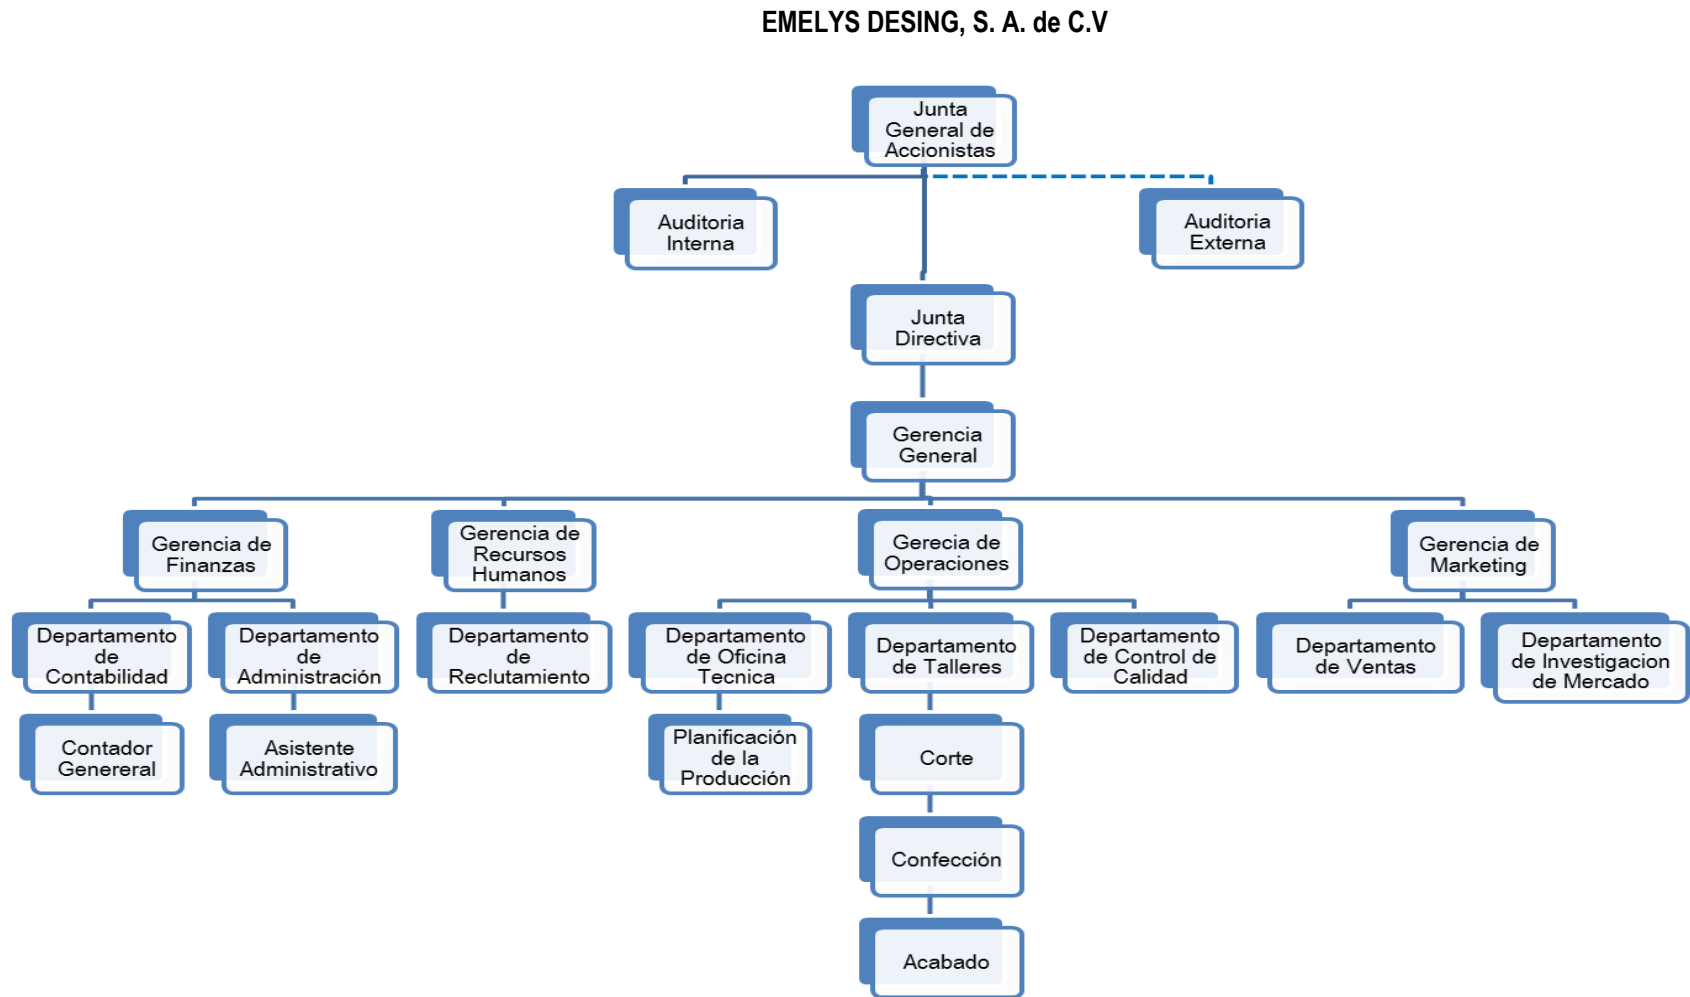 EMELYS DESING, S. A. de C.V
Junta
General de
Accionistas
Auditoria
Interna
Auditoria
Externa
Junta
Directiva
Gerencia
General
Gerencia de
Finanzas
Gerencia de
Recursos
Humanos
Gerecia de
Operaciones
Gerencia de
Marketing
Departamento
de
Contabilidad
Departamento
de
Administración
Departamento
de
Reclutamiento
Departamento
de Oficina
Tecnica
Departamento
de Talleres
Departamento
de Control de
Calidad
Departamento
de Ventas
Departamento
de Investigacion
de Mercado
Contador
Genereral
Asistente
Administrativo
Planificación
de la
Producción
Corte
Confección
Acabado